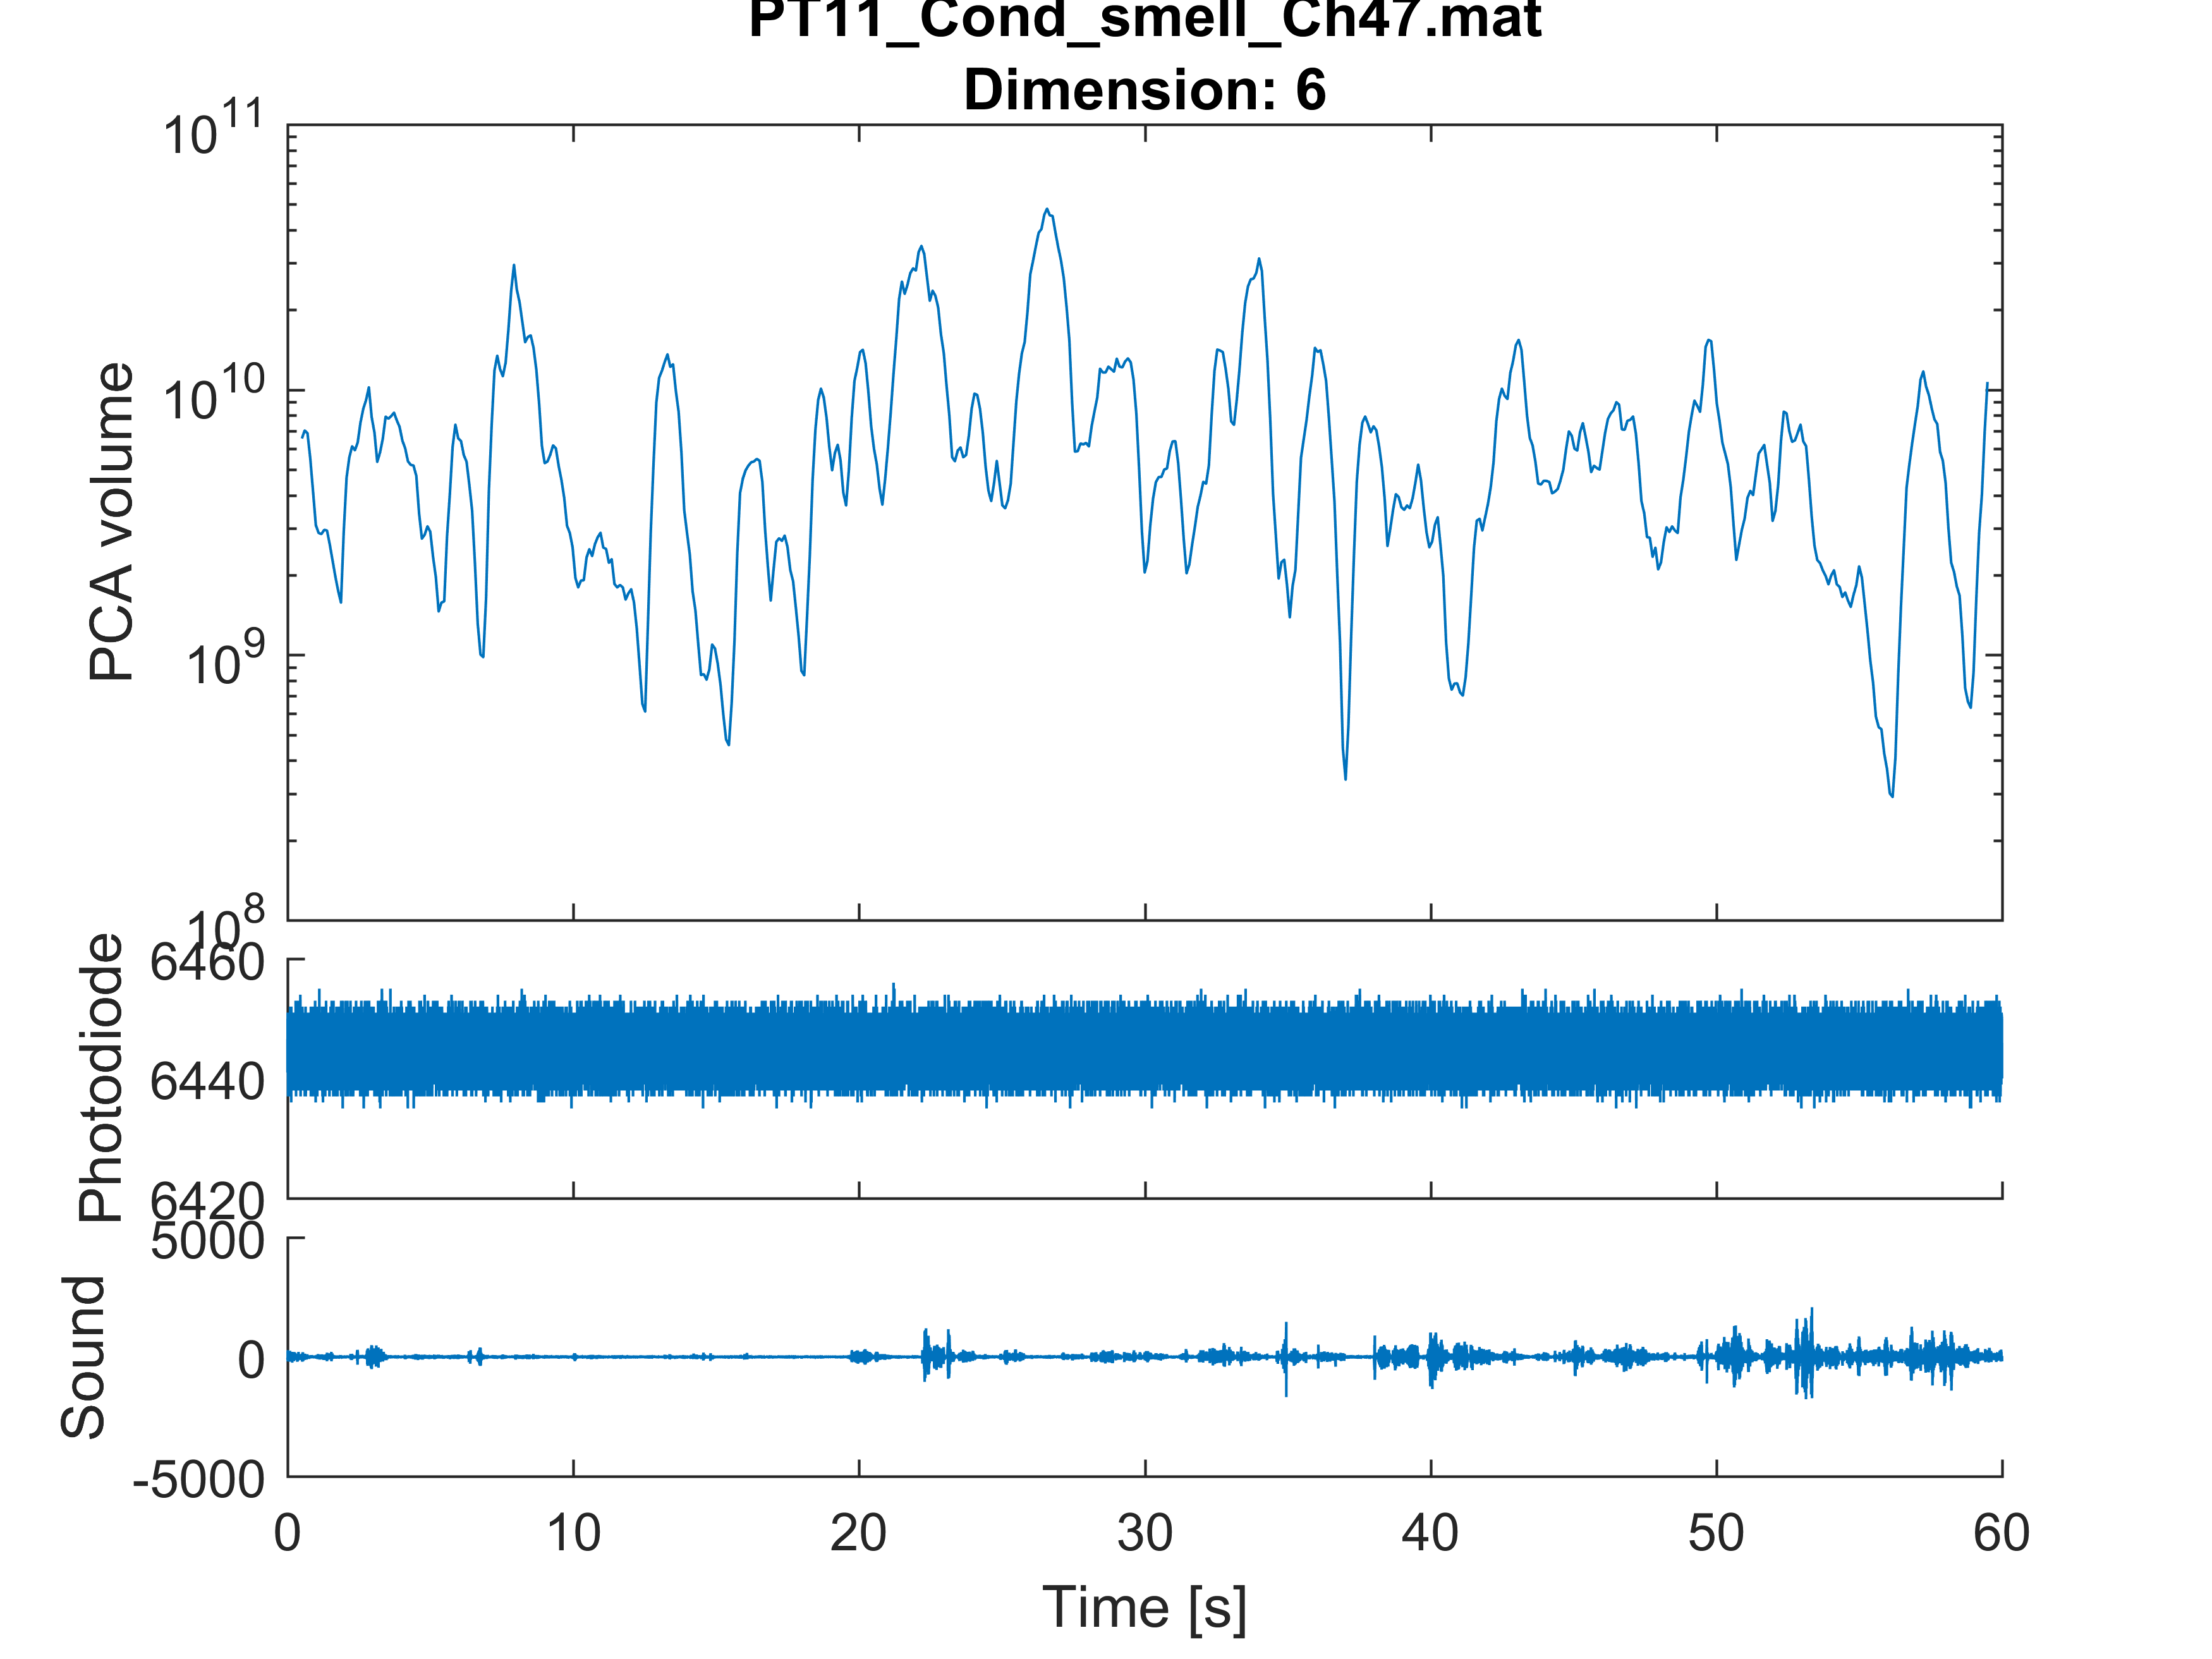 PT11_Cond_smell_Ch47.mat
Dimension: 6
10^11
10^10
10^9
10^8
PCA volume
6460
6440
6420
Photodiode
5000
0
-5000
Sound
0 10 20 30 40 50 60
Time [s]